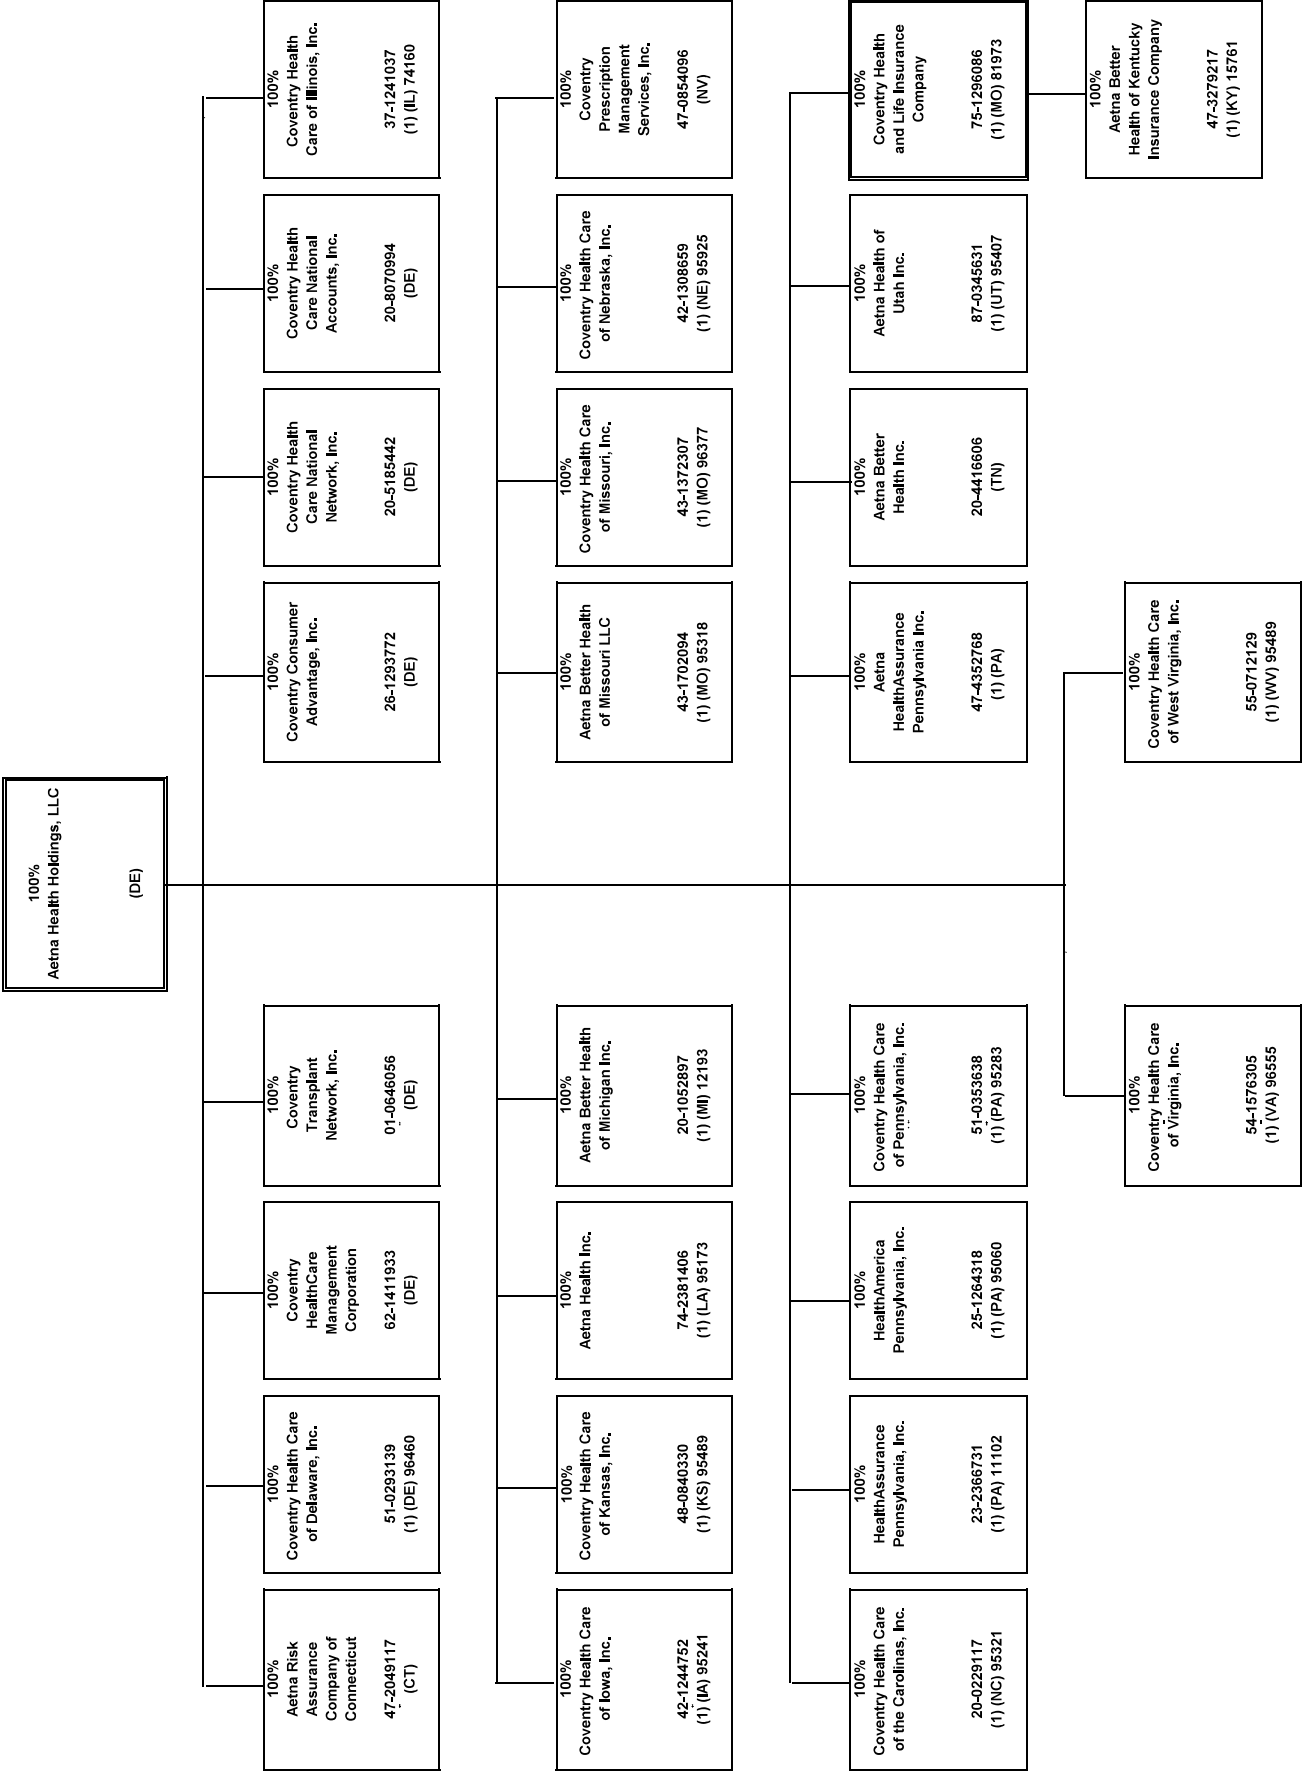 100%
Aetna Health Holdings, LLC
(DE)
100%
Aetna Risk
Assurance
Company of
Connecticut
47-2049117
(CT)
100%
Coventry Health Care
of Delaware, Inc.
51-0293139
(1) (DE) 96460
100%
Coventry
HealthCare
Management
Corporation
62-1411933
(DE)
100%
Coventry
Transplant
Network, Inc.
01-0646056
(DE)
100%
Coventry Consumer
Advantage, Inc.
26-1293772
(DE)
100%
Coventry Health
Care National
Network, Inc.
20-5185442
(DE)
100%
Coventry Health
Care National
Accounts, Inc.
20-8070994
(DE)
100%
Coventry Health
Care of Illinois, Inc.
37-1241037
(1) (IL) 74160
100%
Coventry Health Care
of Iowa, Inc.
42-1244752
(1) (IA) 95241
100%
Coventry Health Care
of Kansas, Inc.
48-0840330
(1) (KS) 95489
100%
Aetna Health Inc.
74-2381406
(1) (LA) 95173
100%
Aetna Better Health
of Michigan Inc.
20-1052897
(1) (MI) 12193
100%
Aetna Better Health
of Missouri LLC
43-1702094
(1) (MO) 95318
100%
Coventry Health Care
of Missouri, Inc.
43-1372307
(1) (MO) 96377
100%
Coventry Health Care
of Nebraska, Inc.
42-1308659
(1) (NE) 95925
100%
Coventry
Prescription
Management
Services, Inc.
47-0854096
(NV)
100%
Coventry Health Care
of the Carolinas, Inc.
20-0229117
(1) (NC) 95321
100%
HealthAssurance
Pennsylvania, Inc.
23-2366731
(1) (PA) 11102
100%
HealthAmerica
Pennsylvania, Inc.
25-1264318
(1) (PA) 95060
100%
Coventry Health Care
of Pennsylvania, Inc.
51-0353638
(1) (PA) 95283
100%
Aetna
HealthAssurance
Pennsylvania Inc.
47-4352768
(1) (PA)
100%
Aetna Better
Health Inc.
20-4416606
(TN)
100%
Aetna Health of
Utah Inc.
87-0345631
(1) (UT) 95407
100%
Coventry Health
and Life Insurance
Company
75-1296086
(1) (MO) 81973
100%
Aetna Better
Health of Kentucky
Insurance Company
47-3279217
(1) (KY) 15761
100%
Coventry Health Care
of Virginia, Inc.
54-1576305
(1) (VA) 96555
100%
Coventry Health Care
of West Virginia, Inc.
55-0712129
(1) (WV) 95489